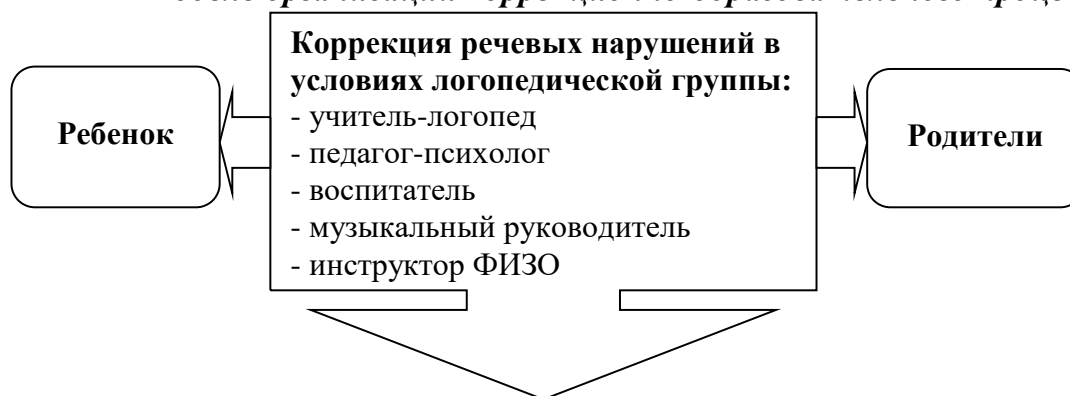 Коррекция речевых нарушений в
условиях логопедической группы:
- учитель-логопед
- педагог-психолог
- воспитатель
- музыкальный руководитель
- инструктор ФИЗО
Ребенок
Родители